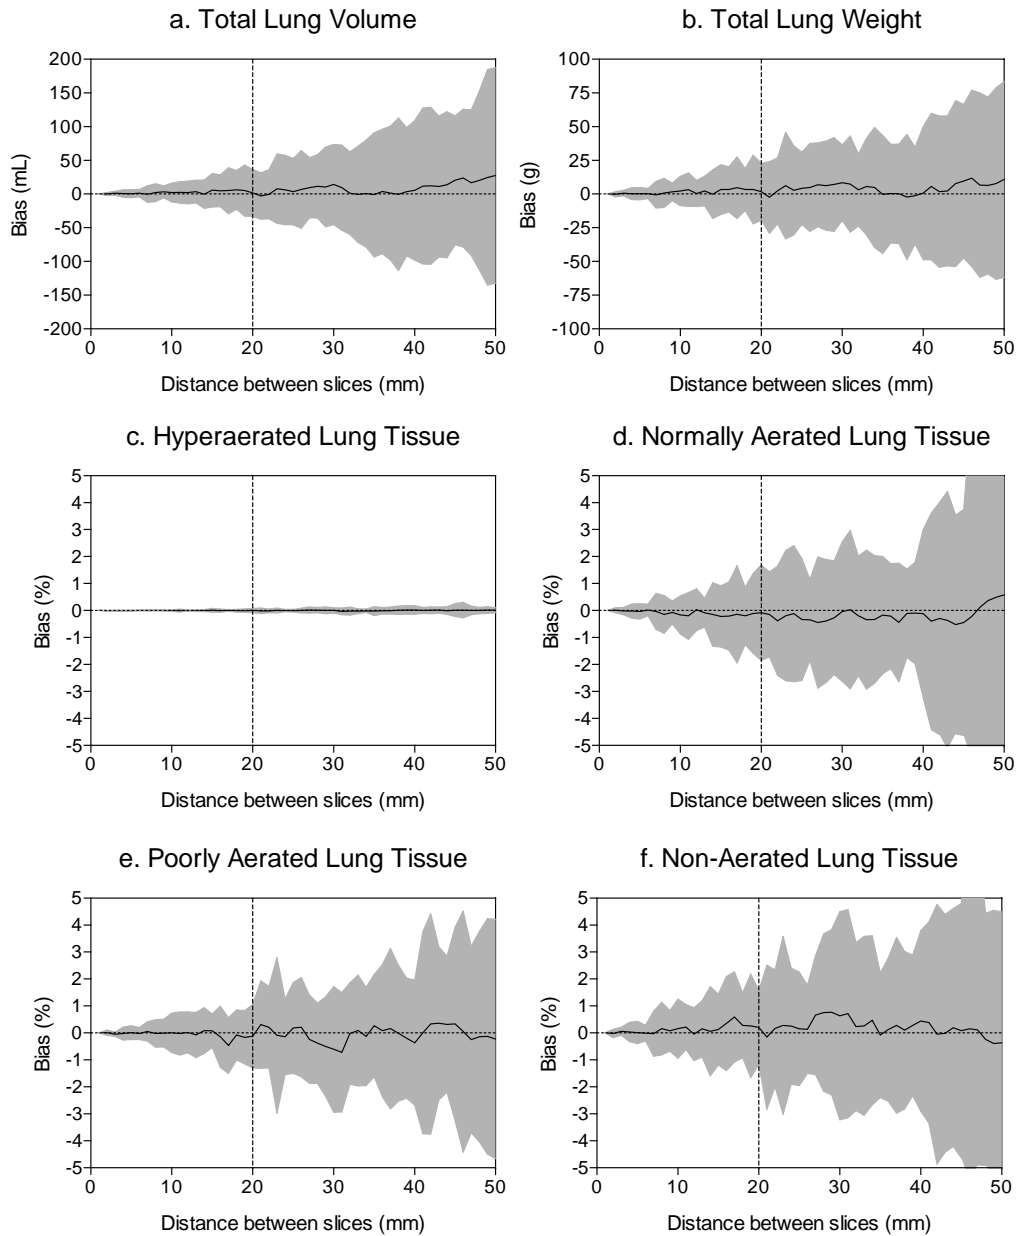 a. Total Lung Volume
200
150
100
50
0
-50
-100
-150
-200
Bias (mL)
0 10 20 30 40 50
Distance between slices (mm)
b. Total Lung Weight
100
75
50
25
0
-25
-50
-75
-100
Bias (g)
0 10 20 30 40 50
Distance between slices (mm)
c. Hyperaerated Lung Tissue
5
4
3
2
1
0
-1
-2
-3
-4
-5
Bias (%)
0 10 20 30 40 50
Distance between slices (mm)
d. Normally Aerated Lung Tissue
5
4
3
2
1
0
-1
-2
-3
-4
-5
Bias (%)
0 10 20 30 40 50
Distance between slices (mm)
e. Poorly Aerated Lung Tissue
5
4
3
2
1
0
-1
-2
-3
-4
-5
Bias (%)
0 10 20 30 40 50
Distance between slices (mm)
f. Non-Aerated Lung Tissue
5
4
3
2
1
0
-1
-2
-3
-4
-5
Bias (%)
0 10 20 30 40 50
Distance between slices (mm)